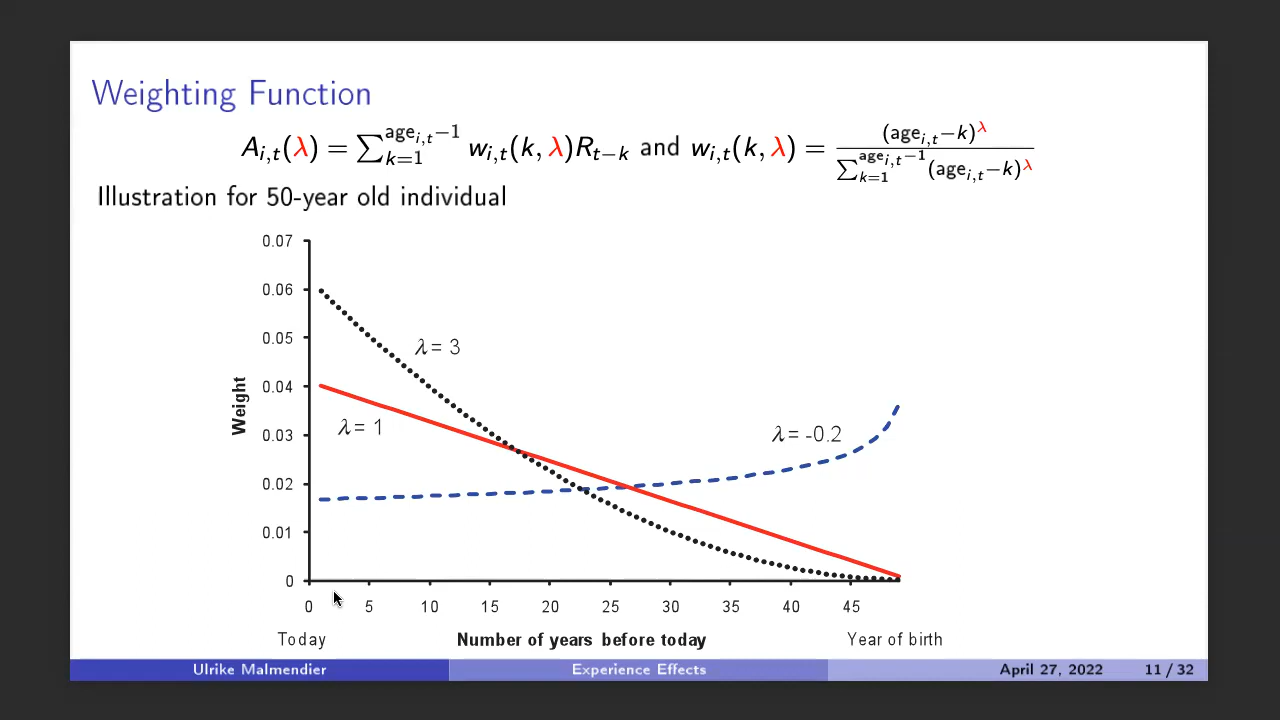 Weighting Function
A_{i,t}(λ) = ∑_{k=1}^{age_{i,t}−1} w_{i,t}(k, λ)R_{t−k} and w_{i,t}(k, λ) = (age_{i,t}−k)^λ / ∑_{k=1}^{age_{i,t}−1}(age_{i,t}−k)^λ
Illustration for 50-year old individual
0.07
0.06
0.05
0.04
0.03
0.02
0.01
0
Weight
λ = 3
λ = 1
λ = -0.2
0 5 10 15 20 25 30 35 40 45
Today Number of years before today Year of birth
Ulrike Malmendier Experience Effects April 27, 2022 11 / 32